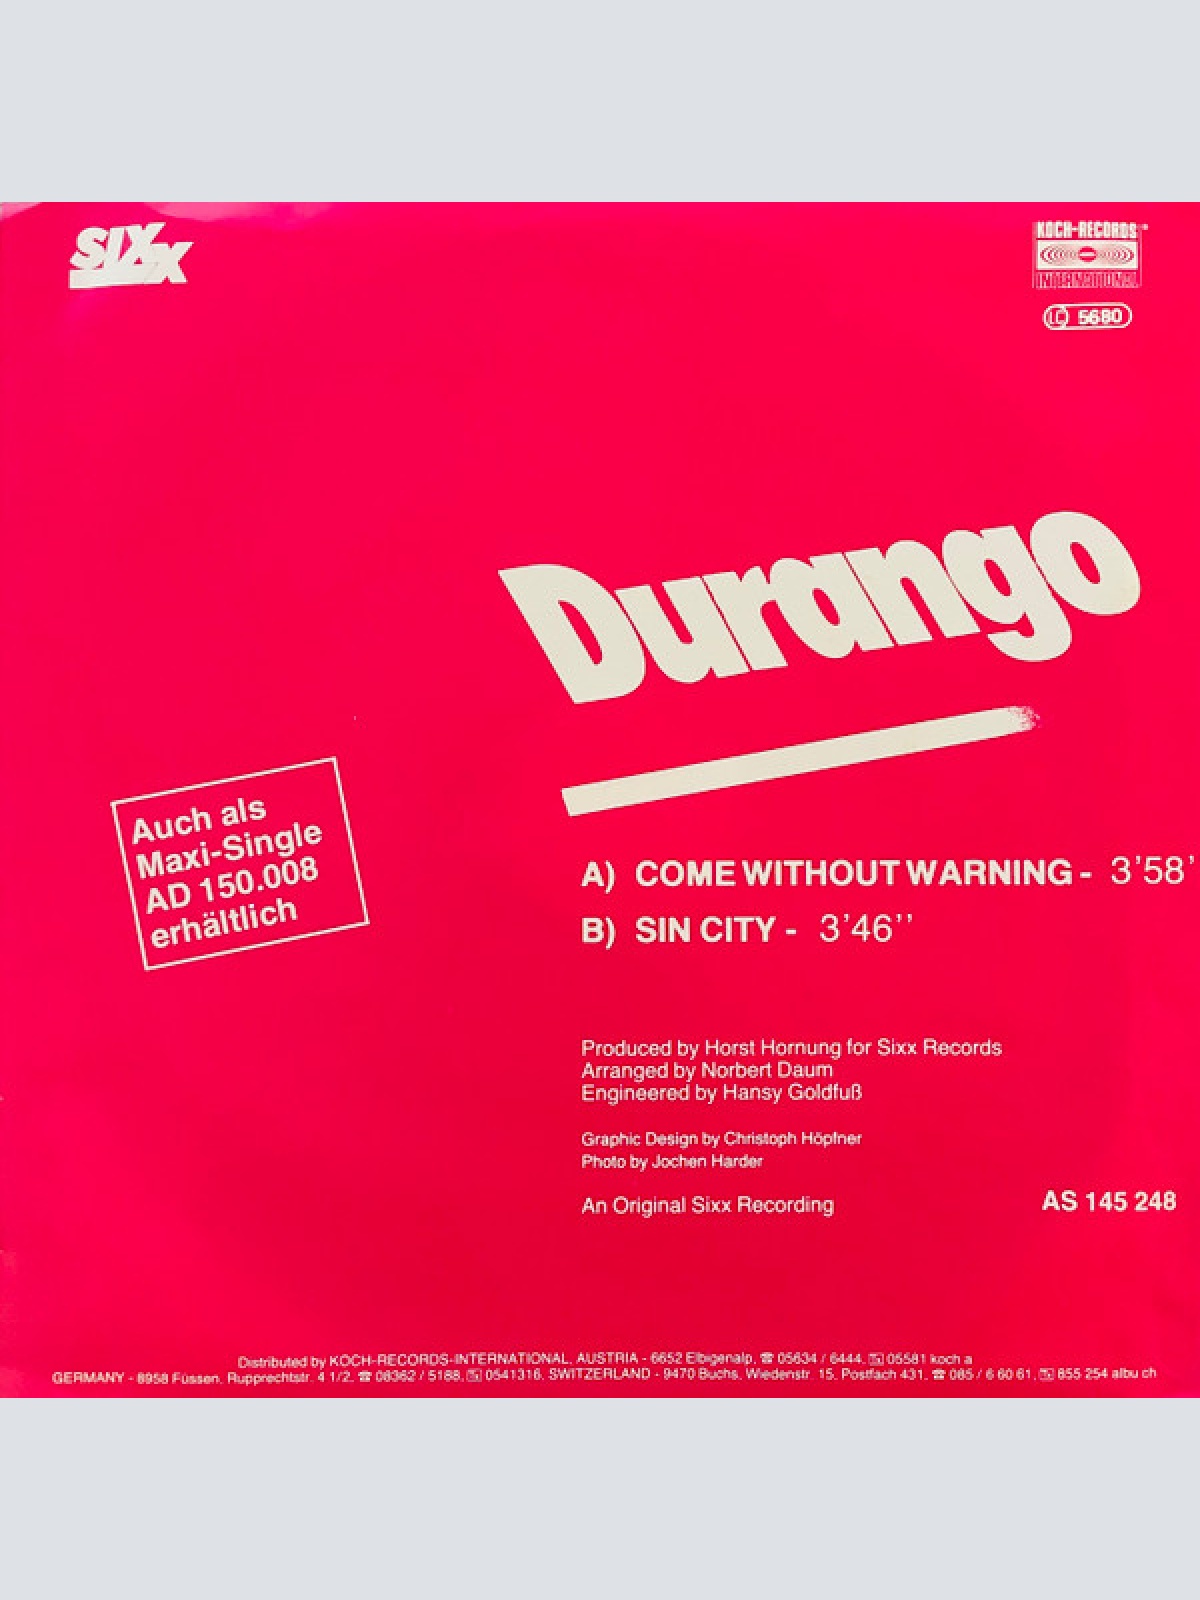 SIXX
KOCH-RECORDS
INTERNATIONAL
LC 5680
Durango
Auch als
Maxi-Single
AD 150.008
erhältlich
A) COME WITHOUT WARNING - 3'58'
B) SIN CITY - 3'46''
Produced by Horst Hornung for Sixx Records
Arranged by Norbert Daum
Engineered by Hansy Goldfuß
Graphic Design by Christoph Höpfner
Photo by Jochen Harder
An Original Sixx Recording
AS 145 248
Distributed by KOCH-RECORDS-INTERNATIONAL, AUSTRIA - 6652 Elbigenalp, ☎ 05634 / 6444, 05581 koch a
GERMANY - 8958 Füssen, Rupprechtstr. 4 1/2, ☎ 08362 / 5188, 0541316, SWITZERLAND - 9470 Buchs, Wiedenstr. 15, Postfach 431, ☎ 085 / 6 60 61, 855 254 albu ch